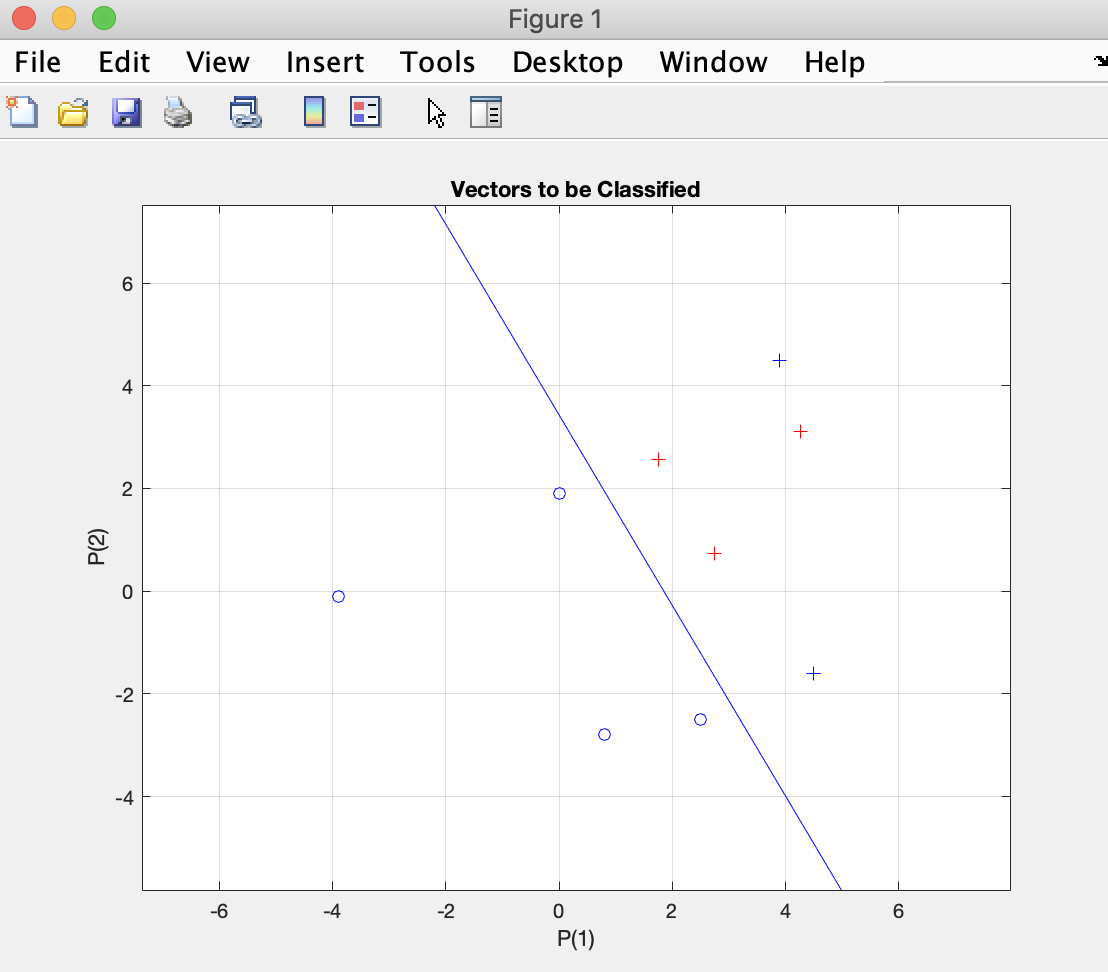 Figure 1
File Edit View Insert Tools Desktop Window Help
Vectors to be Classified
6
4
2
0
-2
-4
P(2)
-6 -4 -2 0 2 4 6
P(1)